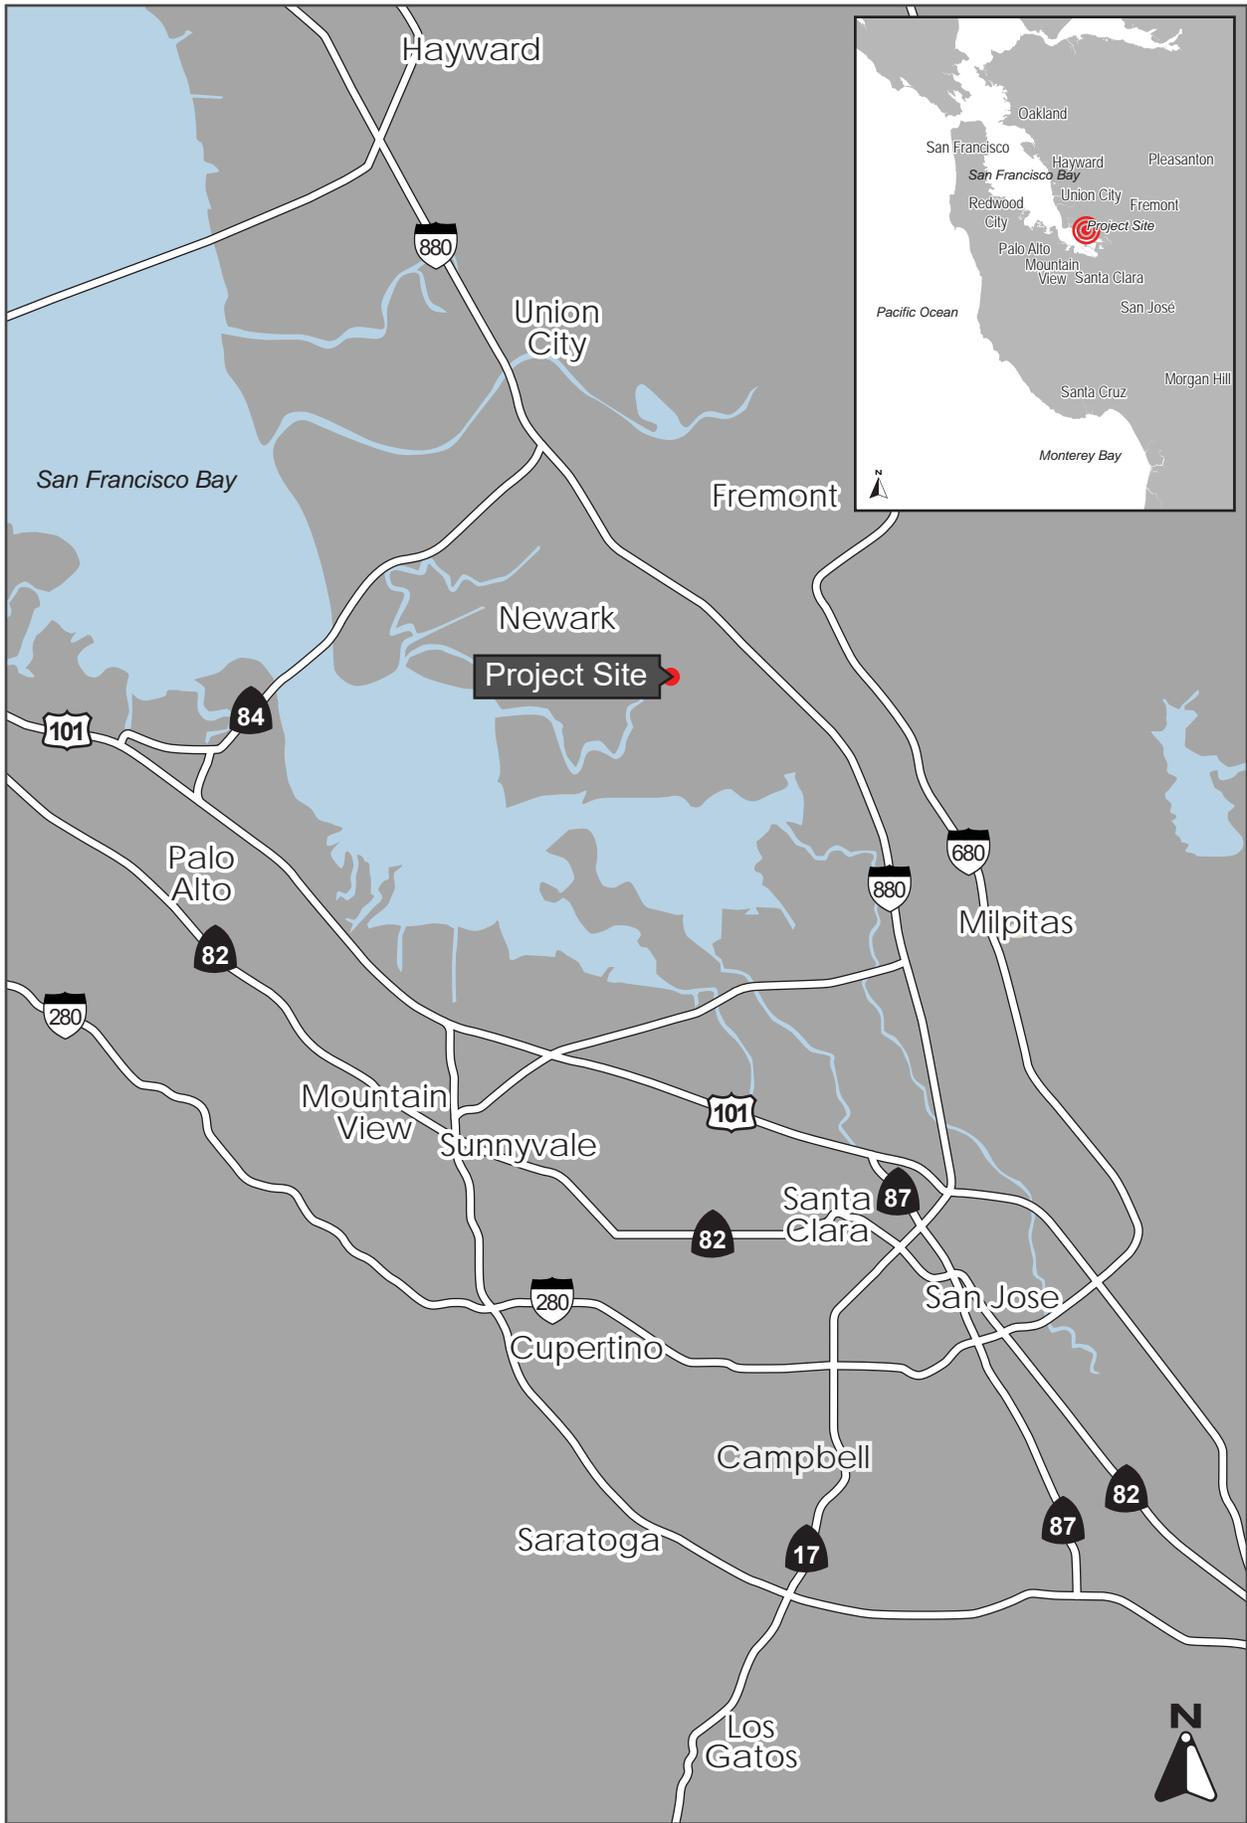 Hayward
880
Union
City
San Francisco Bay
Fremont
Newark
Project Site
84
101
Palo
Alto
680
880
Milpitas
82
280
Mountain
View
101
Sunnyvale
Santa
Clara
87
82
San Jose
280
Cupertino
Campbell
82
87
Saratoga
17
Los
Gatos
N
Oakland
San Francisco
Hayward
Pleasanton
San Francisco Bay
Union City
Redwood
City
Fremont
Project Site
Palo Alto
Mountain
View
Santa Clara
San José
Pacific Ocean
Morgan Hill
Santa Cruz
Monterey Bay
N